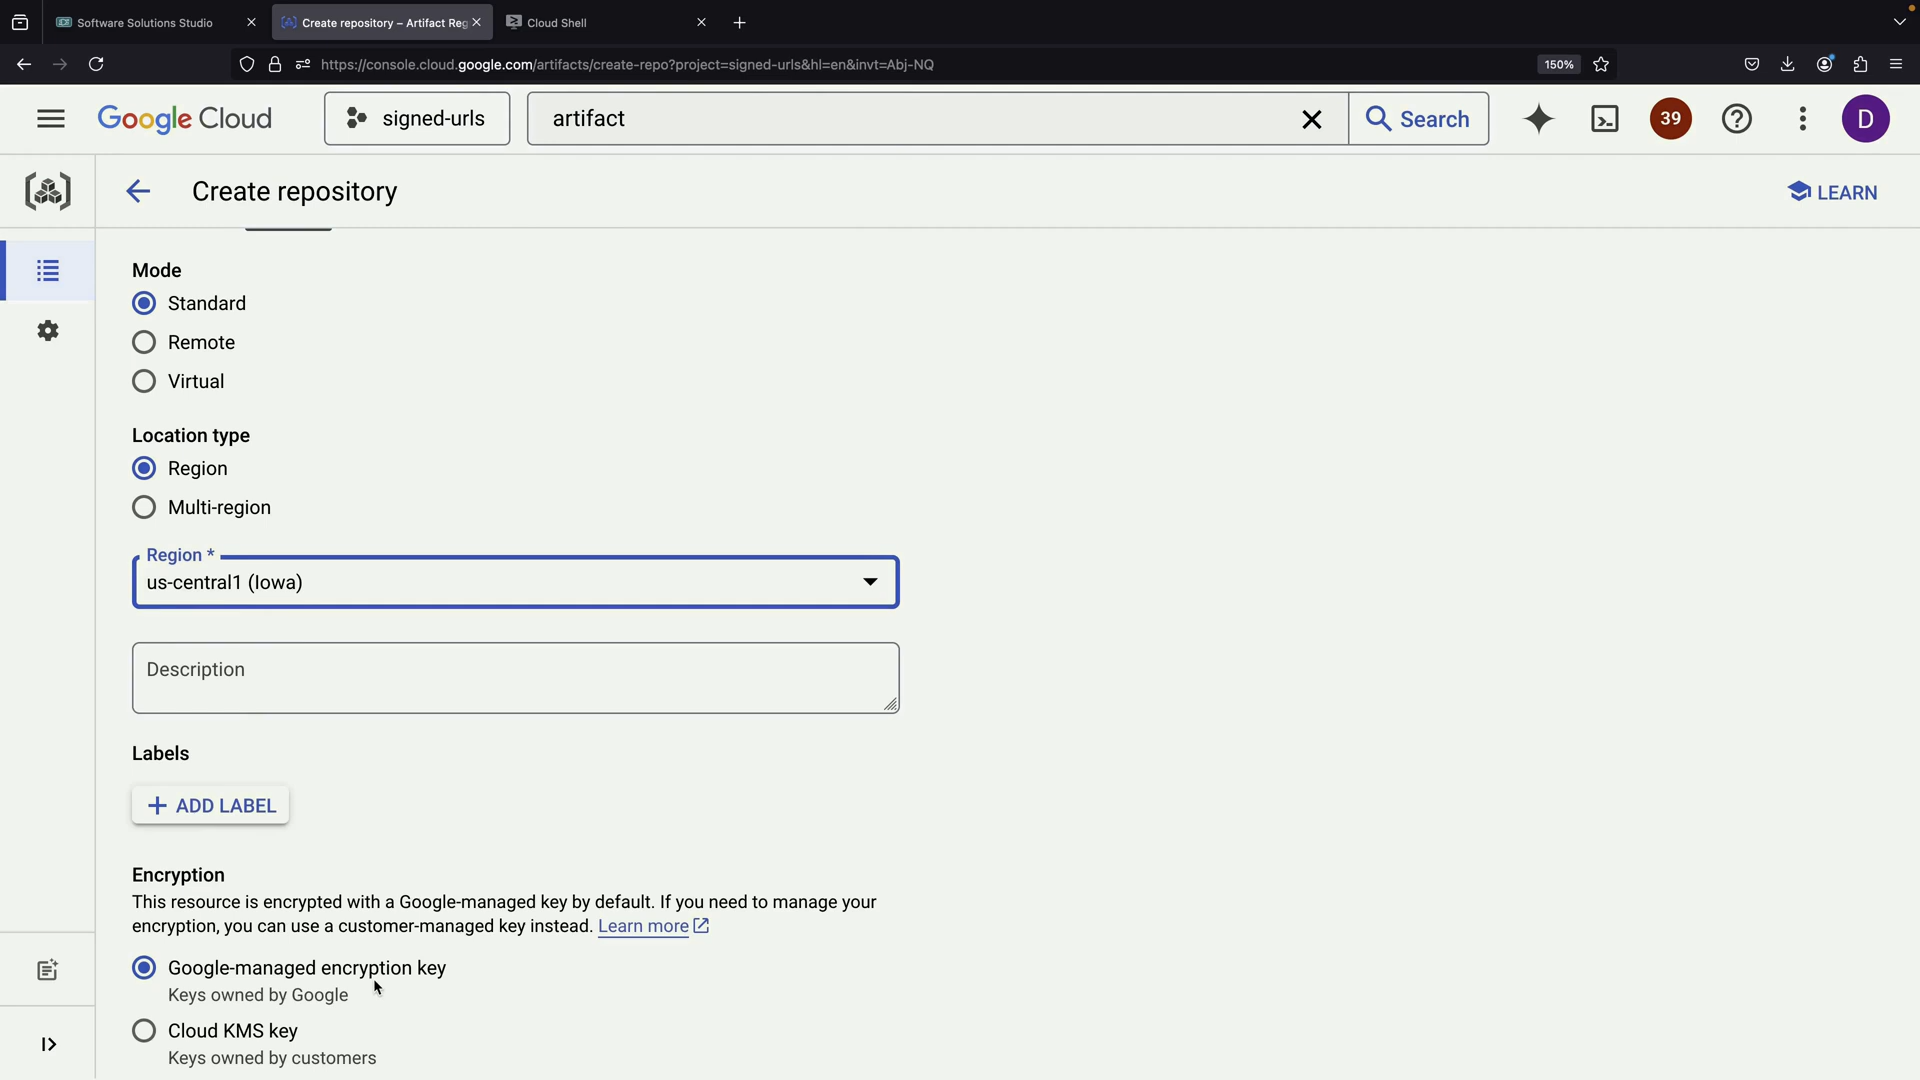 Software Solutions Studio
Create repository – Artifact Reg
Cloud Shell
https://console.cloud.google.com/artifacts/create-repo?project=signed-urls&hl=en&invt=Abj-NQ
150%
Google Cloud
signed-urls
artifact
Search
39
D
Create repository
LEARN
Mode
Standard
Remote
Virtual
Location type
Region
Multi-region
Region *
us-central1 (Iowa)
Description
Labels
ADD LABEL
Encryption
This resource is encrypted with a Google-managed key by default. If you need to manage your
encryption, you can use a customer-managed key instead. Learn more
Google-managed encryption key
Keys owned by Google
Cloud KMS key
Keys owned by customers